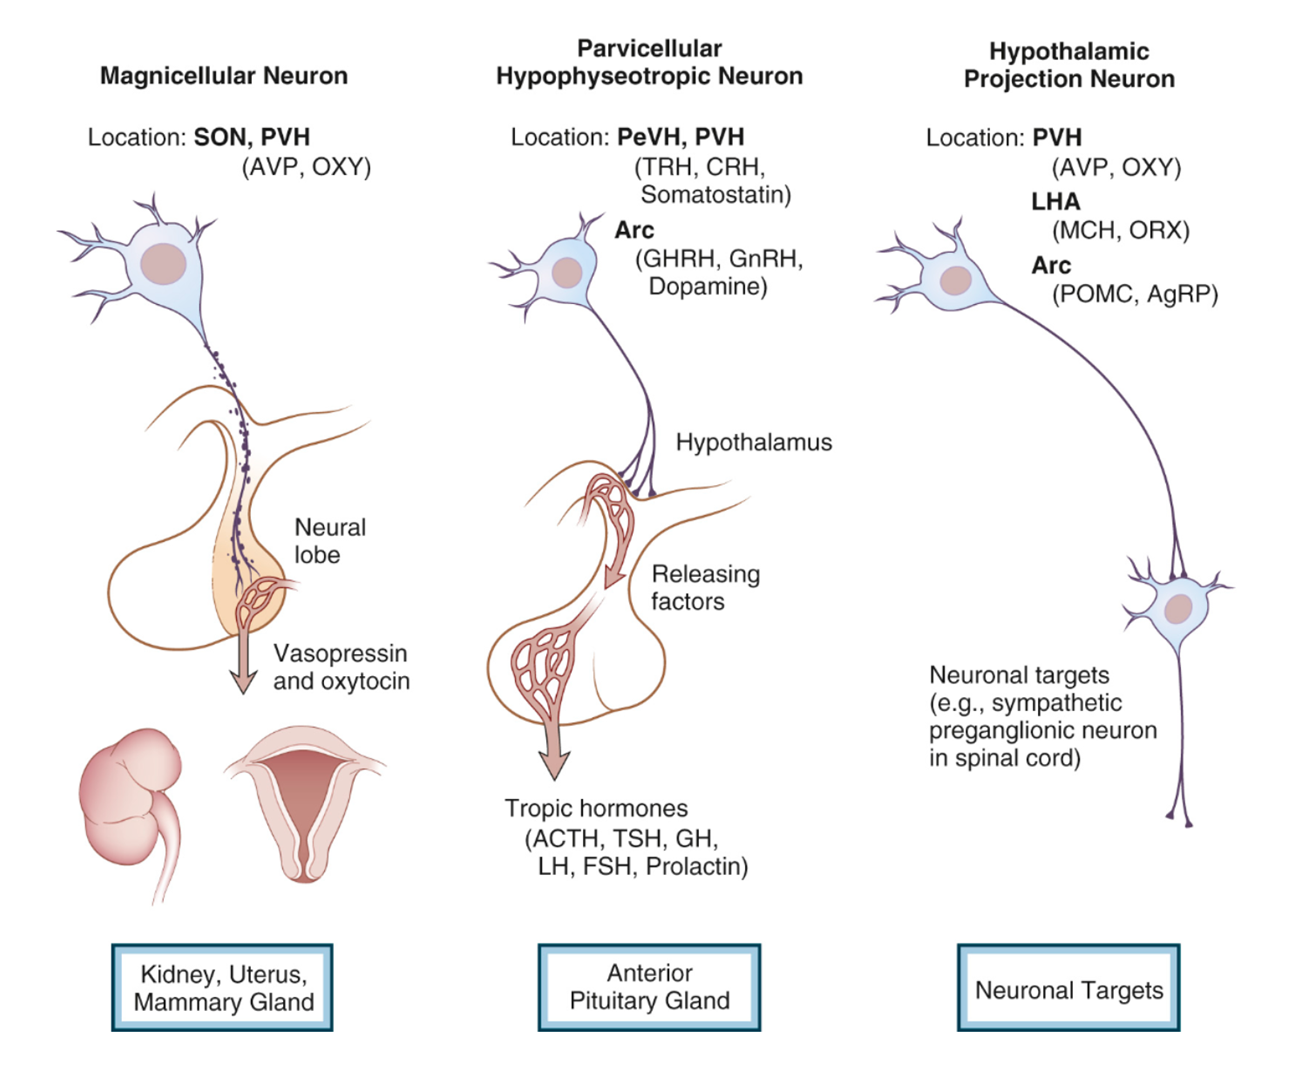 Magnicellular Neuron
Location: SON, PVH
(AVP, OXY)
Neural
lobe
Vasopressin
and oxytocin
Kidney, Uterus,
Mammary Gland
Parvicellular
Hypophyseotropic Neuron
Location: PeVH, PVH
(TRH, CRH,
Somatostatin)
Arc
(GHRH, GnRH,
Dopamine)
Hypothalamus
Releasing
factors
Tropic hormones
(ACTH, TSH, GH,
LH, FSH, Prolactin)
Anterior
Pituitary Gland
Hypothalamic
Projection Neuron
Location: PVH
(AVP, OXY)
LHA
(MCH, ORX)
Arc
(POMC, AgRP)
Neuronal targets
(e.g., sympathetic
preganglionic neuron
in spinal cord)
Neuronal Targets